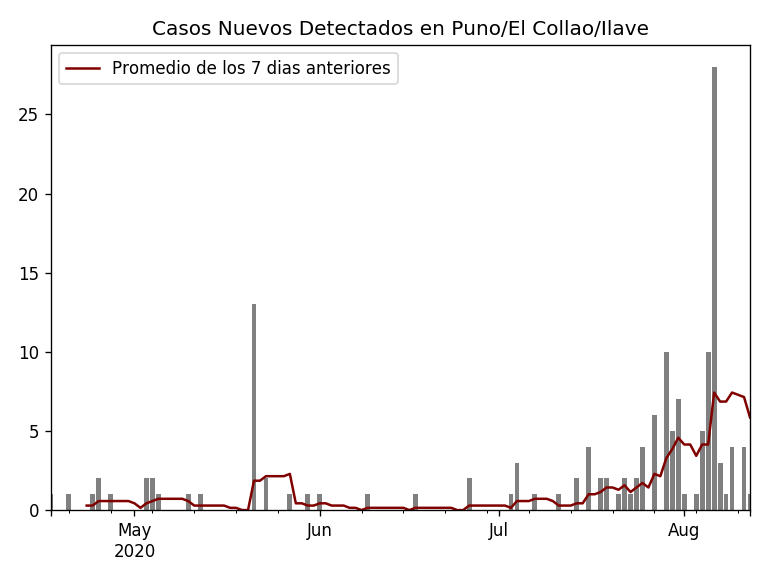 Casos Nuevos Detectados en Puno/El Collao/Ilave
Promedio de los 7 dias anteriores
25
20
15
10
5
0
May
2020
Jun
Jul
Aug